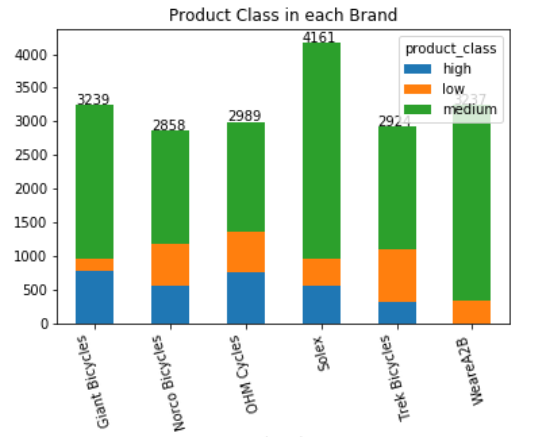 Product Class in each Brand
product_class
high
low
medium
4000
3500
3000
2500
2000
1500
1000
500
0
3239
2858
2989
4161
2924
3237
Giant Bicycles
Norco Bicycles
OHM Cycles
Solex
Trek Bicycles
WeareA2B